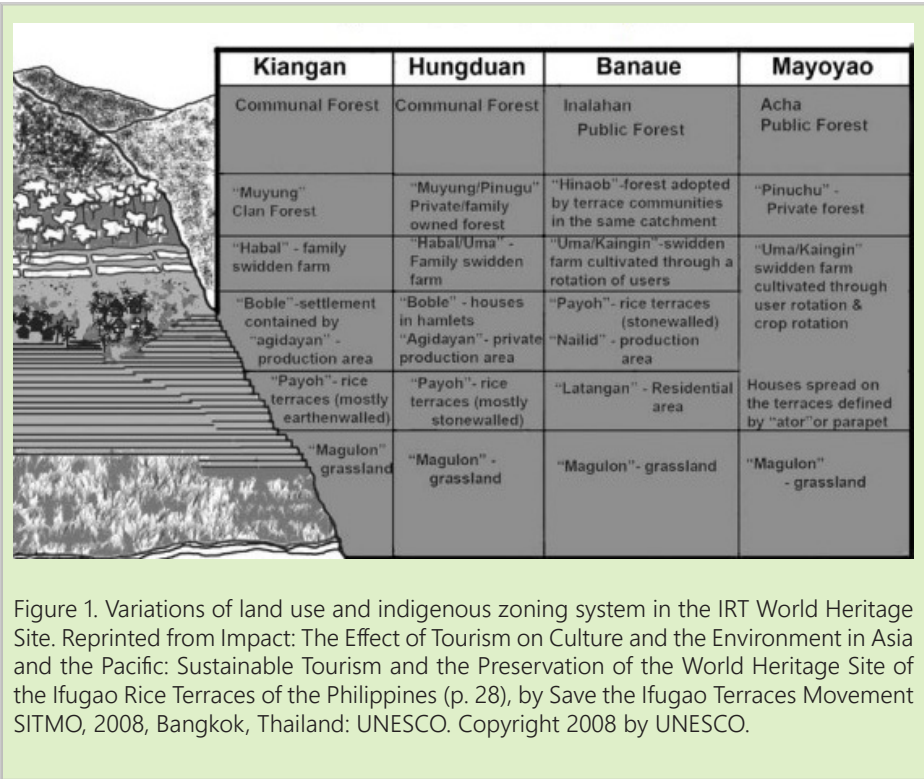 Kiangan
Hungduan
Banaue
Mayoyao
Communal Forest
Communal Forest
Inalahan
Public Forest
Acha
Public Forest
"Muyung"
Clan Forest
"Muyung/Pinugu"
Private/family
owned forest
"Hinaob"-forest adopted
by terrace communities
in the same catchment
"Pinuchu" -
Private forest
"Habal" - family
swidden farm
"Habal/Uma" -
Family swidden
farm
"Uma/Kaingin"-swidden
farm cultivated through a
rotation of users
"Uma/Kaingin"
swidden farm
cultivated through
user rotation &
crop rotation
"Boble"-settlement
contained by
"agidayan" -
production area
"Boble" - houses
in hamlets
"Agidayan" - private
production area
"Payoh"- rice terraces
(stonewalled)
"Nailid" - production
area
"Payoh"- rice
terraces (mostly
earthenwalled)
"Payoh"- rice
terraces (mostly
stonewalled)
"Latangan" - Residential
area
Houses spread on
the terraces defined
by "ator"or parapet
"Magulon"
grassland
"Magulon" -
grassland
"Magulon"- grassland
"Magulon"
- grassland
Figure 1. Variations of land use and indigenous zoning system in the IRT World Heritage
Site. Reprinted from Impact: The Effect of Tourism on Culture and the Environment in Asia
and the Pacific: Sustainable Tourism and the Preservation of the World Heritage Site of
the Ifugao Rice Terraces of the Philippines (p. 28), by Save the Ifugao Terraces Movement
SITMO, 2008, Bangkok, Thailand: UNESCO. Copyright 2008 by UNESCO.